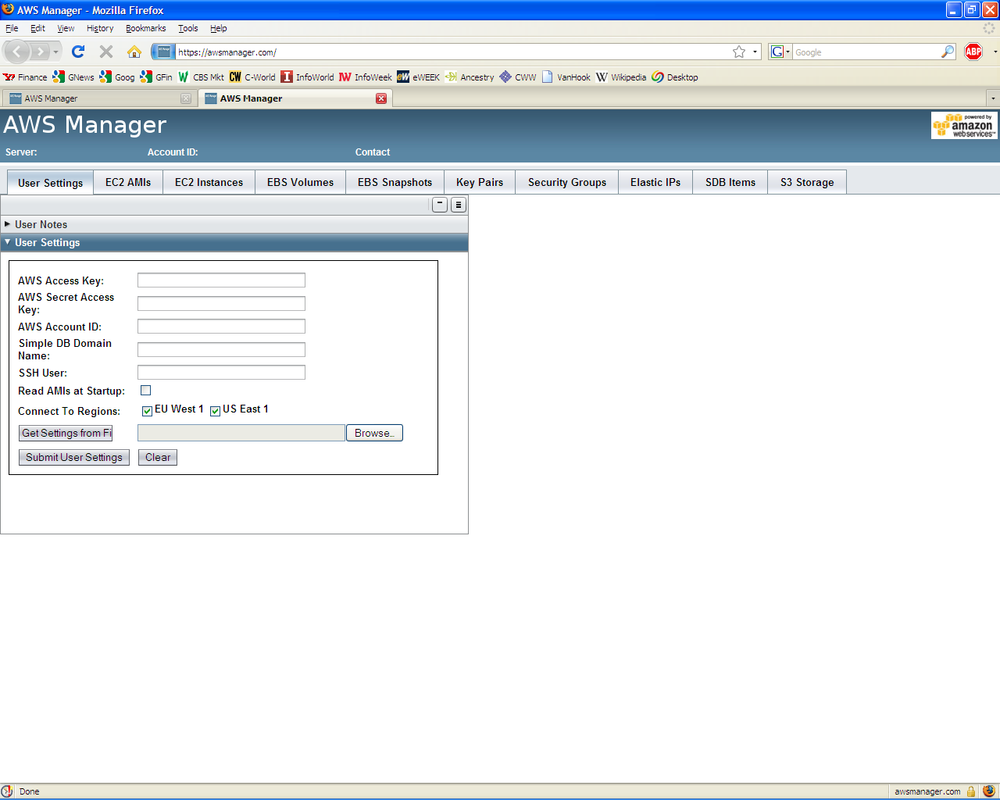 AWS Manager - Mozilla Firefox
File Edit View History Bookmarks Tools Help
https://awsmanager.com/ Google ABP
Finance GNews Goog GFin CBS Mkt C-World InfoWorld InfoWeek eWEEK Ancestry CWW VanHook Wikipedia Desktop
AWS Manager AWS Manager
AWS Manager
powered by
amazon
webservices™
Server: Account ID: Contact
User Settings EC2 AMIs EC2 Instances EBS Volumes EBS Snapshots Key Pairs Security Groups Elastic IPs SDB Items S3 Storage
User Notes
User Settings
AWS Access Key:
AWS Secret Access
Key:
AWS Account ID:
Simple DB Domain
Name:
SSH User:
Read AMIs at Startup:
Connect To Regions: EU West 1 US East 1
Get Settings from Fi Browse...
Submit User Settings Clear
Done awsmanager.com